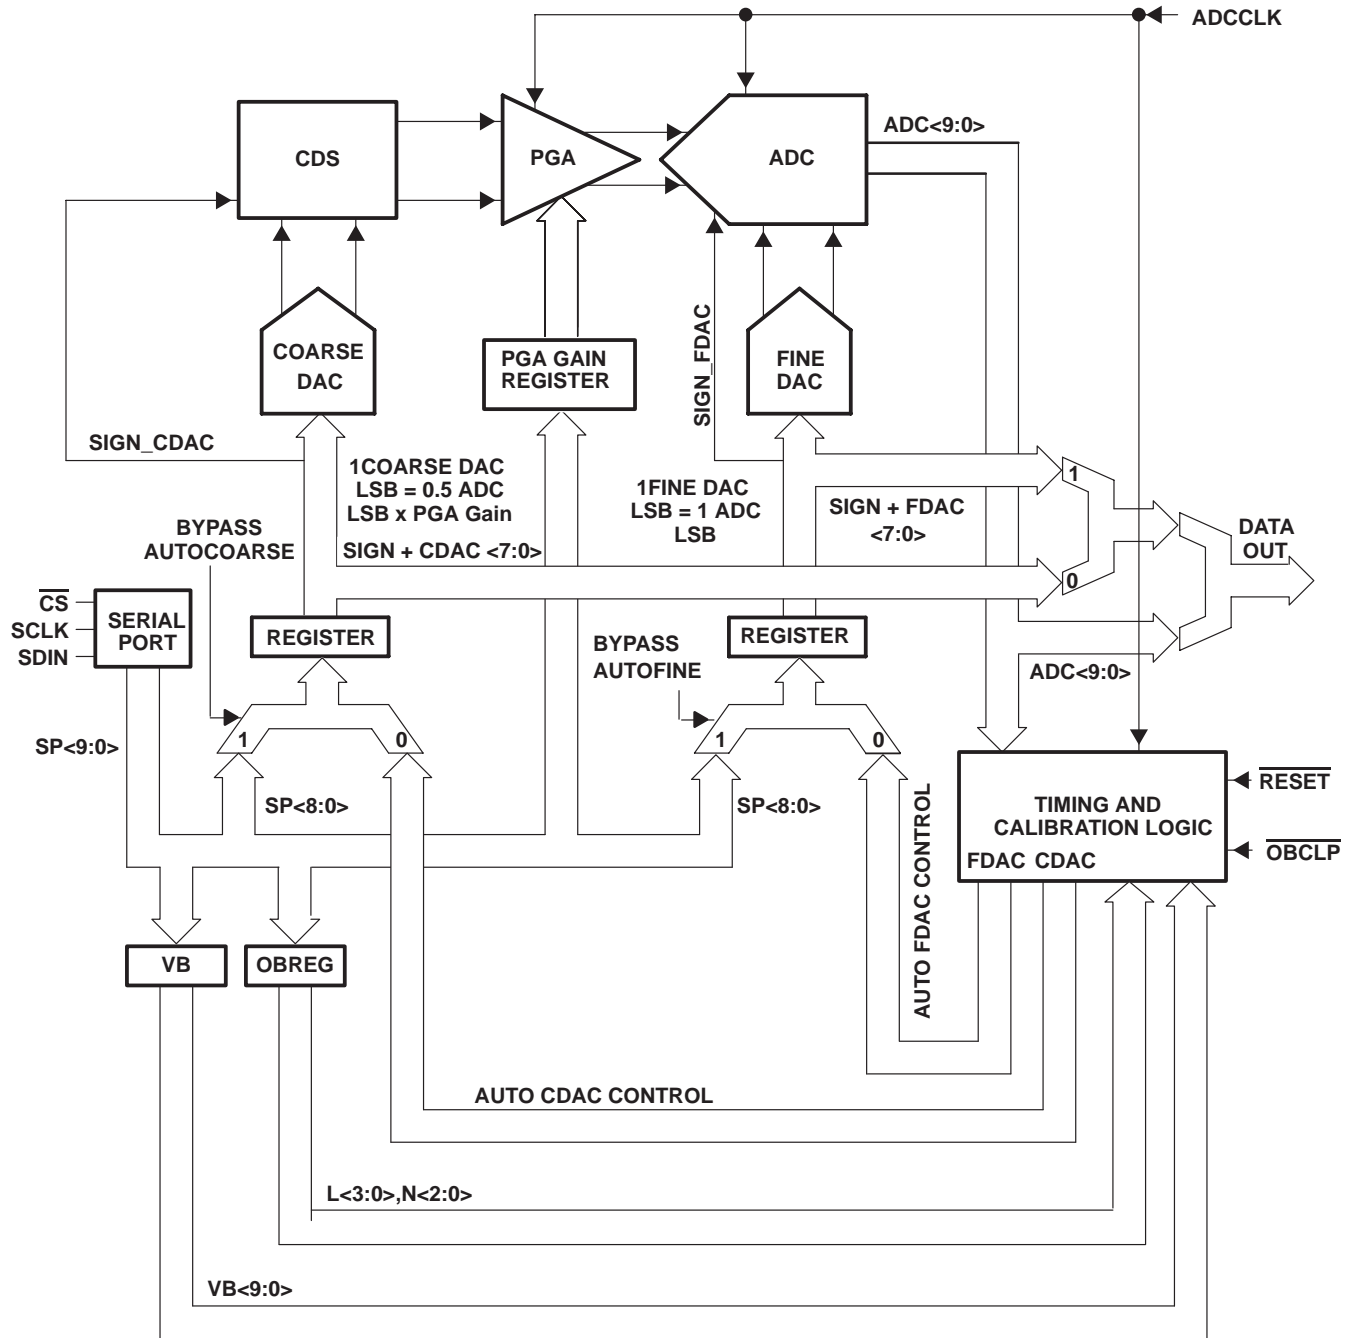 ADCCLK
ADC<9:0>
CDS
PGA
ADC
SIGN_FDAC
COARSE
DAC
PGA GAIN
REGISTER
FINE
DAC
SIGN_CDAC
1COARSE DAC
LSB = 0.5 ADC
LSB x PGA Gain
1FINE DAC
LSB = 1 ADC
LSB
1
SIGN + FDAC
<7:0>
DATA
OUT
BYPASS
AUTOCOARSE
SIGN + CDAC <7:0>
0
CS
SCLK
SDIN
SERIAL
PORT
REGISTER
REGISTER
BYPASS
AUTOFINE
ADC<9:0>
SP<9:0>
1
0
1
0
SP<8:0>
SP<8:0>
AUTO FDAC CONTROL
TIMING AND
CALIBRATION LOGIC
FDAC CDAC
RESET
OBCLP
VB
OBREG
AUTO CDAC CONTROL
L<3:0>,N<2:0>
VB<9:0>